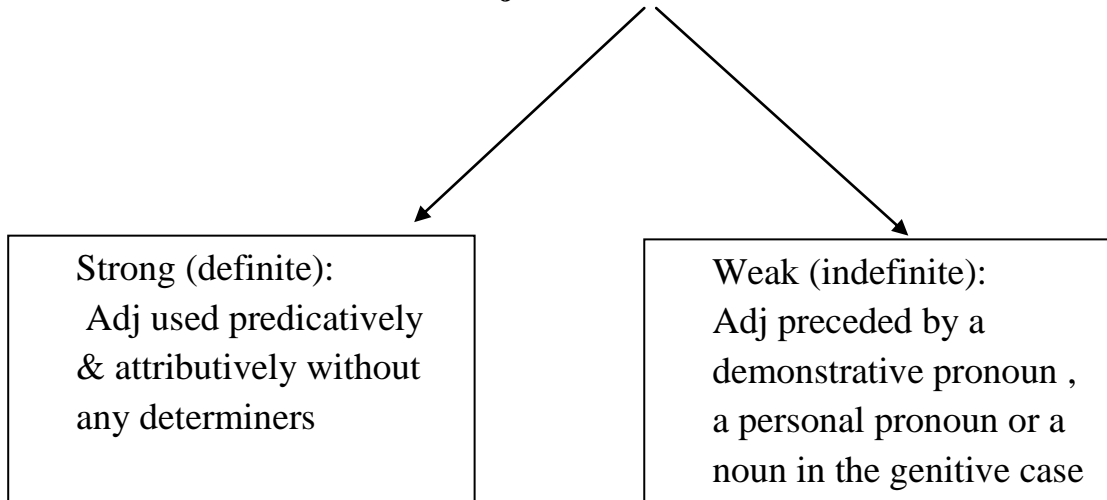 Strong (definite):
Adj used predicatively
& attributively without
any determiners
Weak (indefinite):
Adj preceded by a
demonstrative pronoun ,
a personal pronoun or a
noun in the genitive case